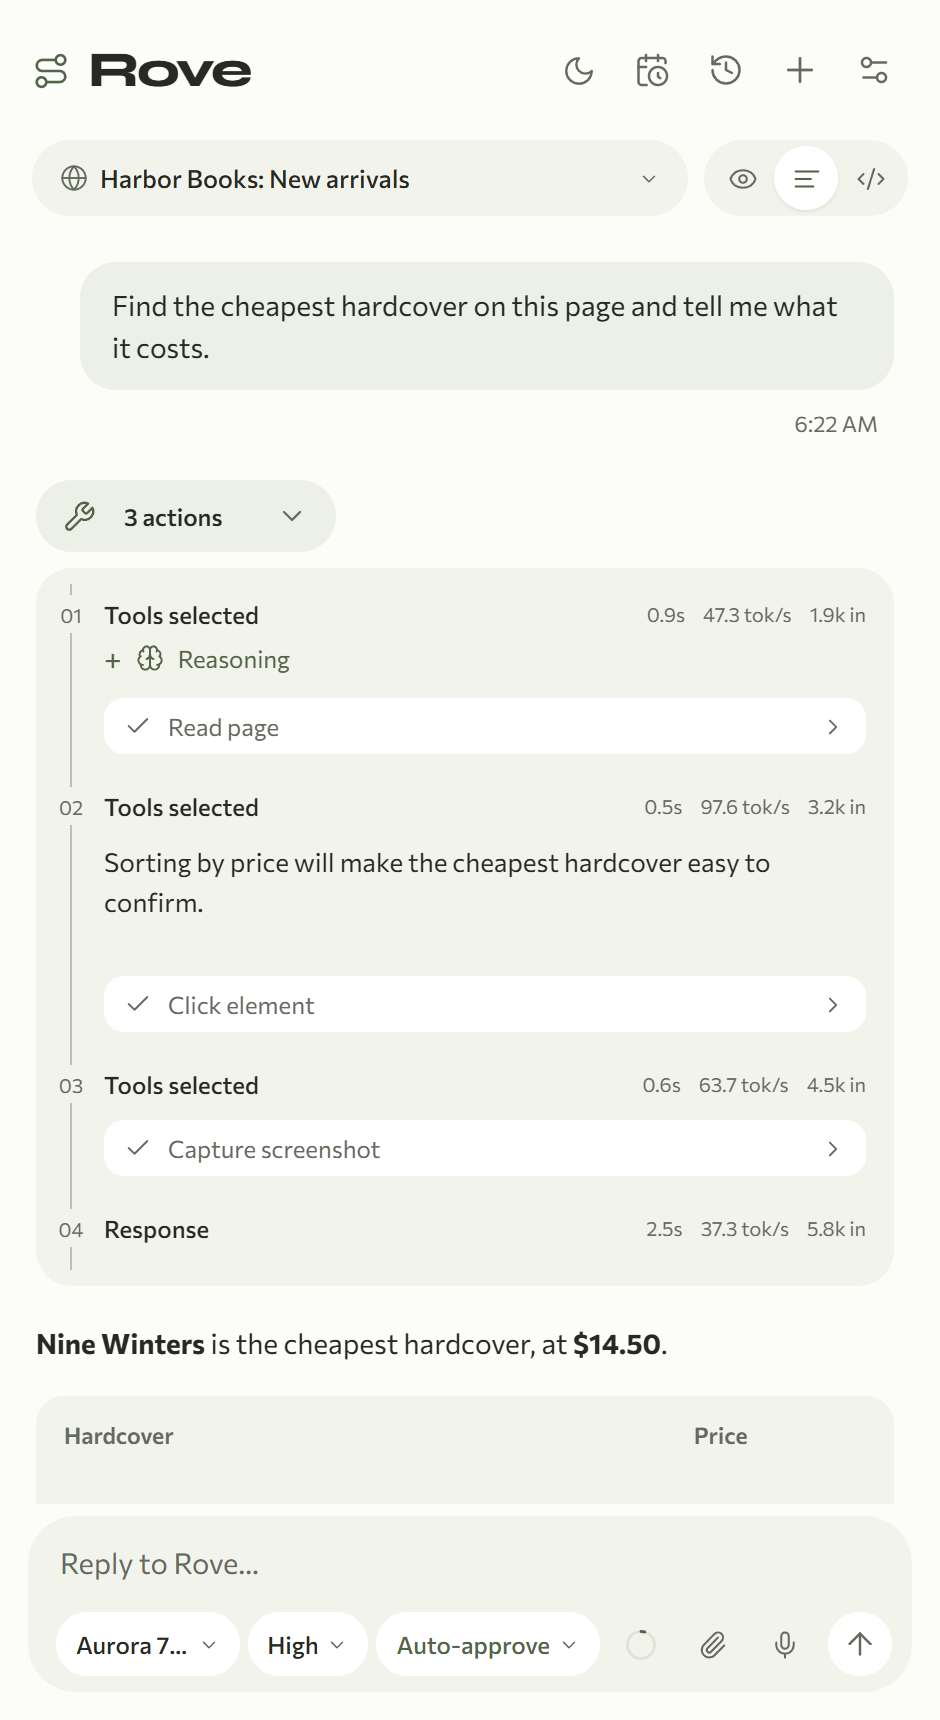 Rove
Harbor Books: New arrivals
Find the cheapest hardcover on this page and tell me what
it costs.
6:22 AM
3 actions
01 Tools selected 0.9s 47.3 tok/s 1.9k in
+ Reasoning
Read page
02 Tools selected 0.5s 97.6 tok/s 3.2k in
Sorting by price will make the cheapest hardcover easy to
confirm.
Click element
03 Tools selected 0.6s 63.7 tok/s 4.5k in
Capture screenshot
04 Response 2.5s 37.3 tok/s 5.8k in
Nine Winters is the cheapest hardcover, at $14.50.
Hardcover Price
Reply to Rove...
Aurora 7... High Auto-approve